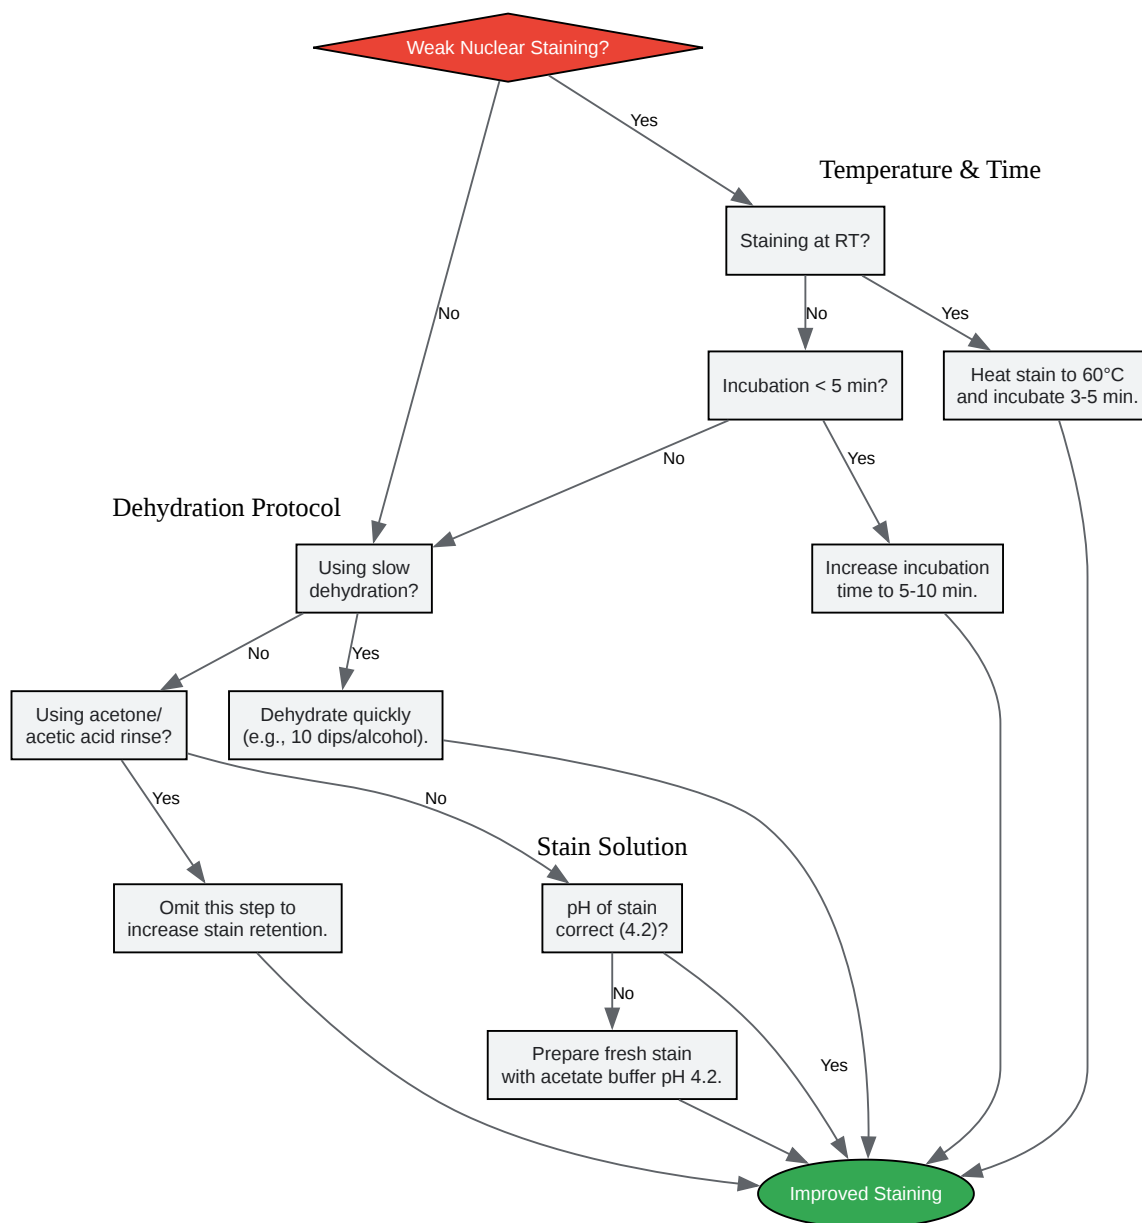 Weak Nuclear Staining?
Yes
Temperature & Time
Staining at RT?
No
No
Yes
Incubation < 5 min?
Heat stain to 60°C
and incubate 3-5 min.
No
Yes
Dehydration Protocol
Using slow
dehydration?
Increase incubation
time to 5-10 min.
No
Yes
Using acetone/
acetic acid rinse?
Dehydrate quickly
(e.g., 10 dips/alcohol).
Yes
No
Stain Solution
Omit this step to
increase stain retention.
pH of stain
correct (4.2)?
No
Prepare fresh stain
with acetate buffer pH 4.2.
Yes
Improved Staining